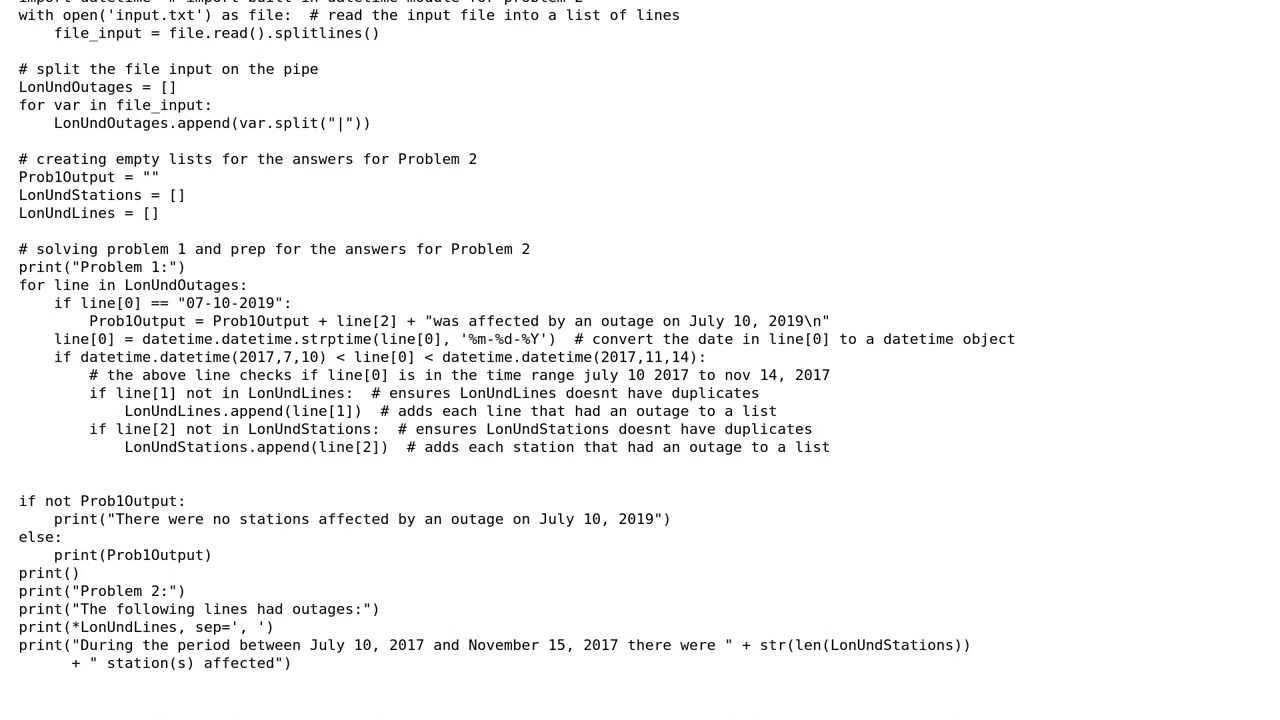 import datetime  # import built in datetime module for problem 2
with open('input.txt') as file:  # read the input file into a list of lines
    file_input = file.read().splitlines()

# split the file input on the pipe
LonUndOutages = []
for var in file_input:
    LonUndOutages.append(var.split("|"))

# creating empty lists for the answers for Problem 2
Prob1Output = ""
LonUndStations = []
LonUndLines = []

# solving problem 1 and prep for the answers for Problem 2
print("Problem 1:")
for line in LonUndOutages:
    if line[0] == "07-10-2019":
        Prob1Output = Prob1Output + line[2] + "was affected by an outage on July 10, 2019\n"
    line[0] = datetime.datetime.strptime(line[0], '%m-%d-%Y')  # convert the date in line[0] to a datetime object
    if datetime.datetime(2017,7,10) < line[0] < datetime.datetime(2017,11,14):
        # the above line checks if line[0] is in the time range july 10 2017 to nov 14, 2017
        if line[1] not in LonUndLines:  # ensures LonUndLines doesnt have duplicates
            LonUndLines.append(line[1])  # adds each line that had an outage to a list
        if line[2] not in LonUndStations:  # ensures LonUndStations doesnt have duplicates
            LonUndStations.append(line[2])  # adds each station that had an outage to a list


if not Prob1Output:
    print("There were no stations affected by an outage on July 10, 2019")
else:
    print(Prob1Output)
print()
print("Problem 2:")
print("The following lines had outages:")
print(*LonUndLines, sep=', ')
print("During the period between July 10, 2017 and November 15, 2017 there were " + str(len(LonUndStations))
      + " station(s) affected")